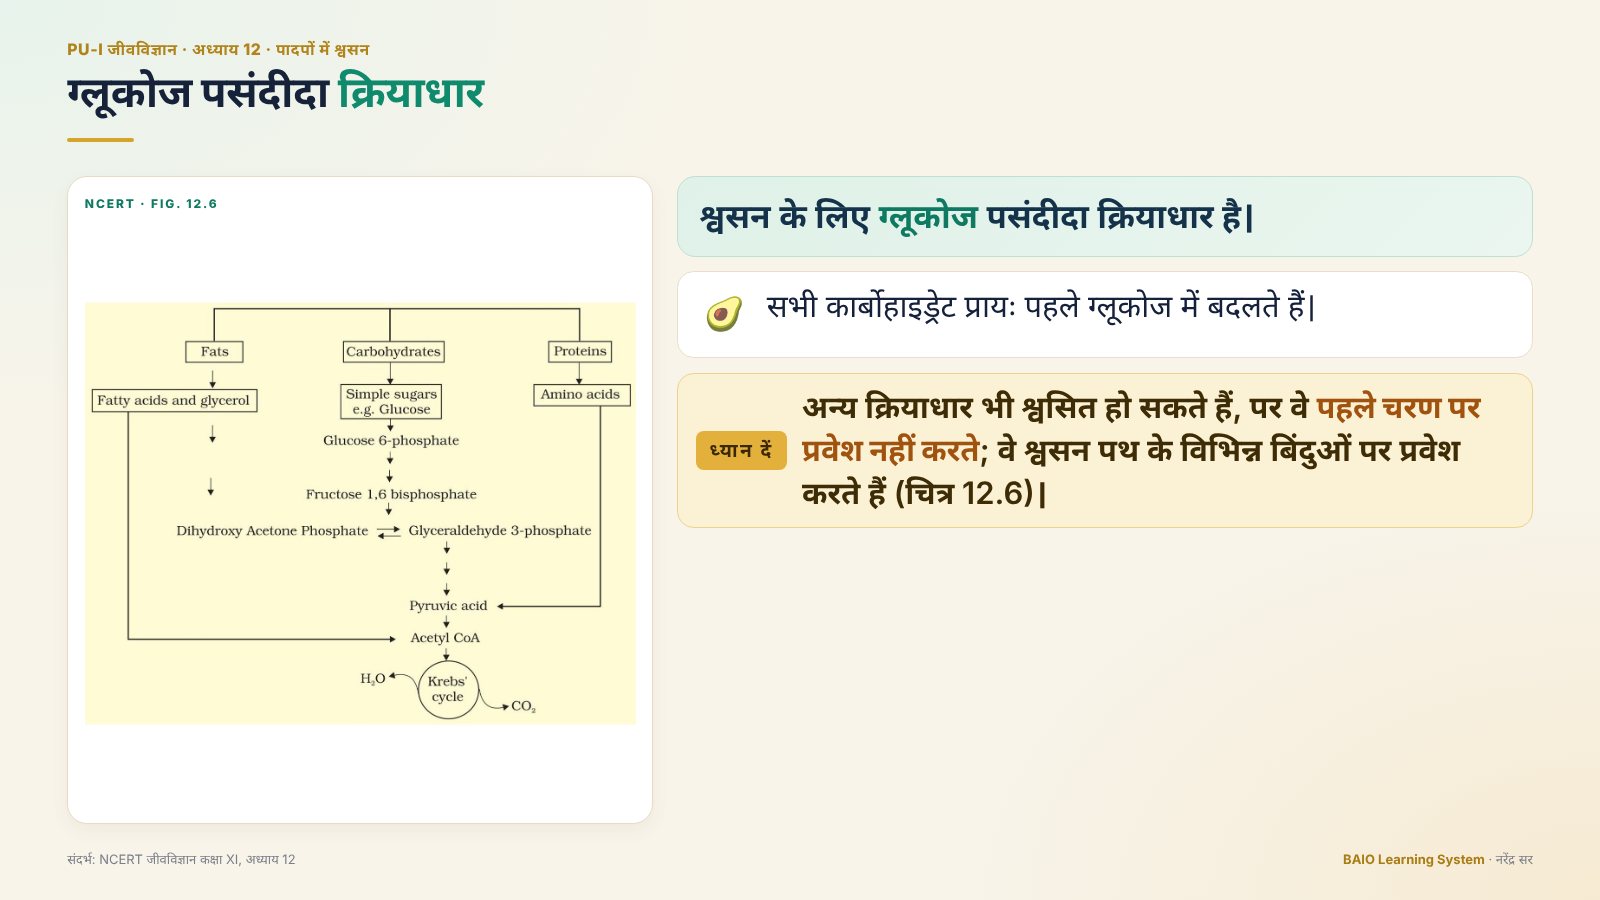 PU-I जीवविज्ञान · अध्याय 12 · पादपों में श्वसन
ग्लूकोज पसंदीदा क्रियाधार
NCERT · FIG. 12.6
Fats
Carbohydrates
Proteins
Fatty acids and glycerol
Simple sugars
e.g. Glucose
Amino acids
Glucose 6-phosphate
Fructose 1,6 bisphosphate
Dihydroxy Acetone Phosphate
Glyceraldehyde 3-phosphate
Pyruvic acid
Acetyl CoA
H₂O
Krebs'
cycle
CO₂
श्वसन के लिए ग्लूकोज पसंदीदा क्रियाधार है|
सभी कार्बोहाइड्रेट प्रायः पहले ग्लूकोज में बदलते हैं|
ध्यान दें
अन्य क्रियाधार भी श्वसित हो सकते हैं, पर वे पहले चरण पर
प्रवेश नहीं करते; वे श्वसन पथ के विभिन्न बिंदुओं पर प्रवेश
करते हैं (चित्र 12.6)|
संदर्भ: NCERT जीवविज्ञान कक्षा XI, अध्याय 12
BAIO Learning System · नरेंद्र सर